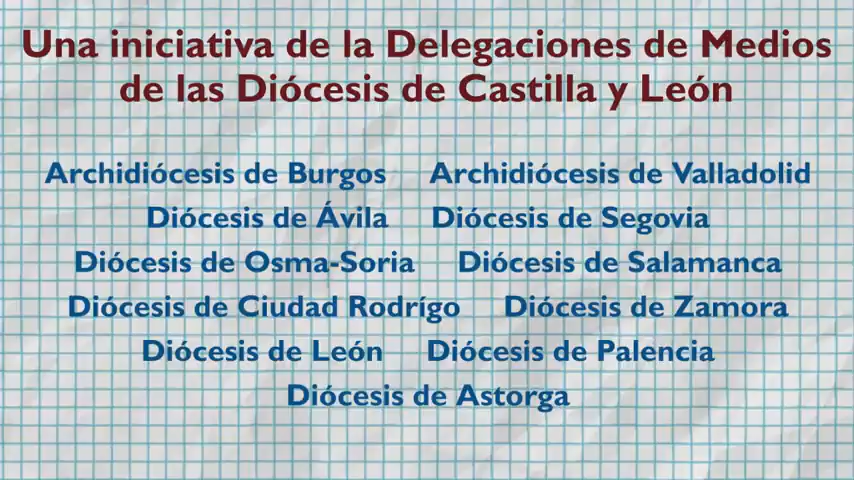 Una iniciativa de la Delegaciones de Medios
de las Diócesis de Castilla y León
Archidiócesis de Burgos Archidiócesis de Valladolid
Diócesis de Ávila Diócesis de Segovia
Diócesis de Osma-Soria Diócesis de Salamanca
Diócesis de Ciudad Rodrígo Diócesis de Zamora
Diócesis de León Diócesis de Palencia
Diócesis de Astorga